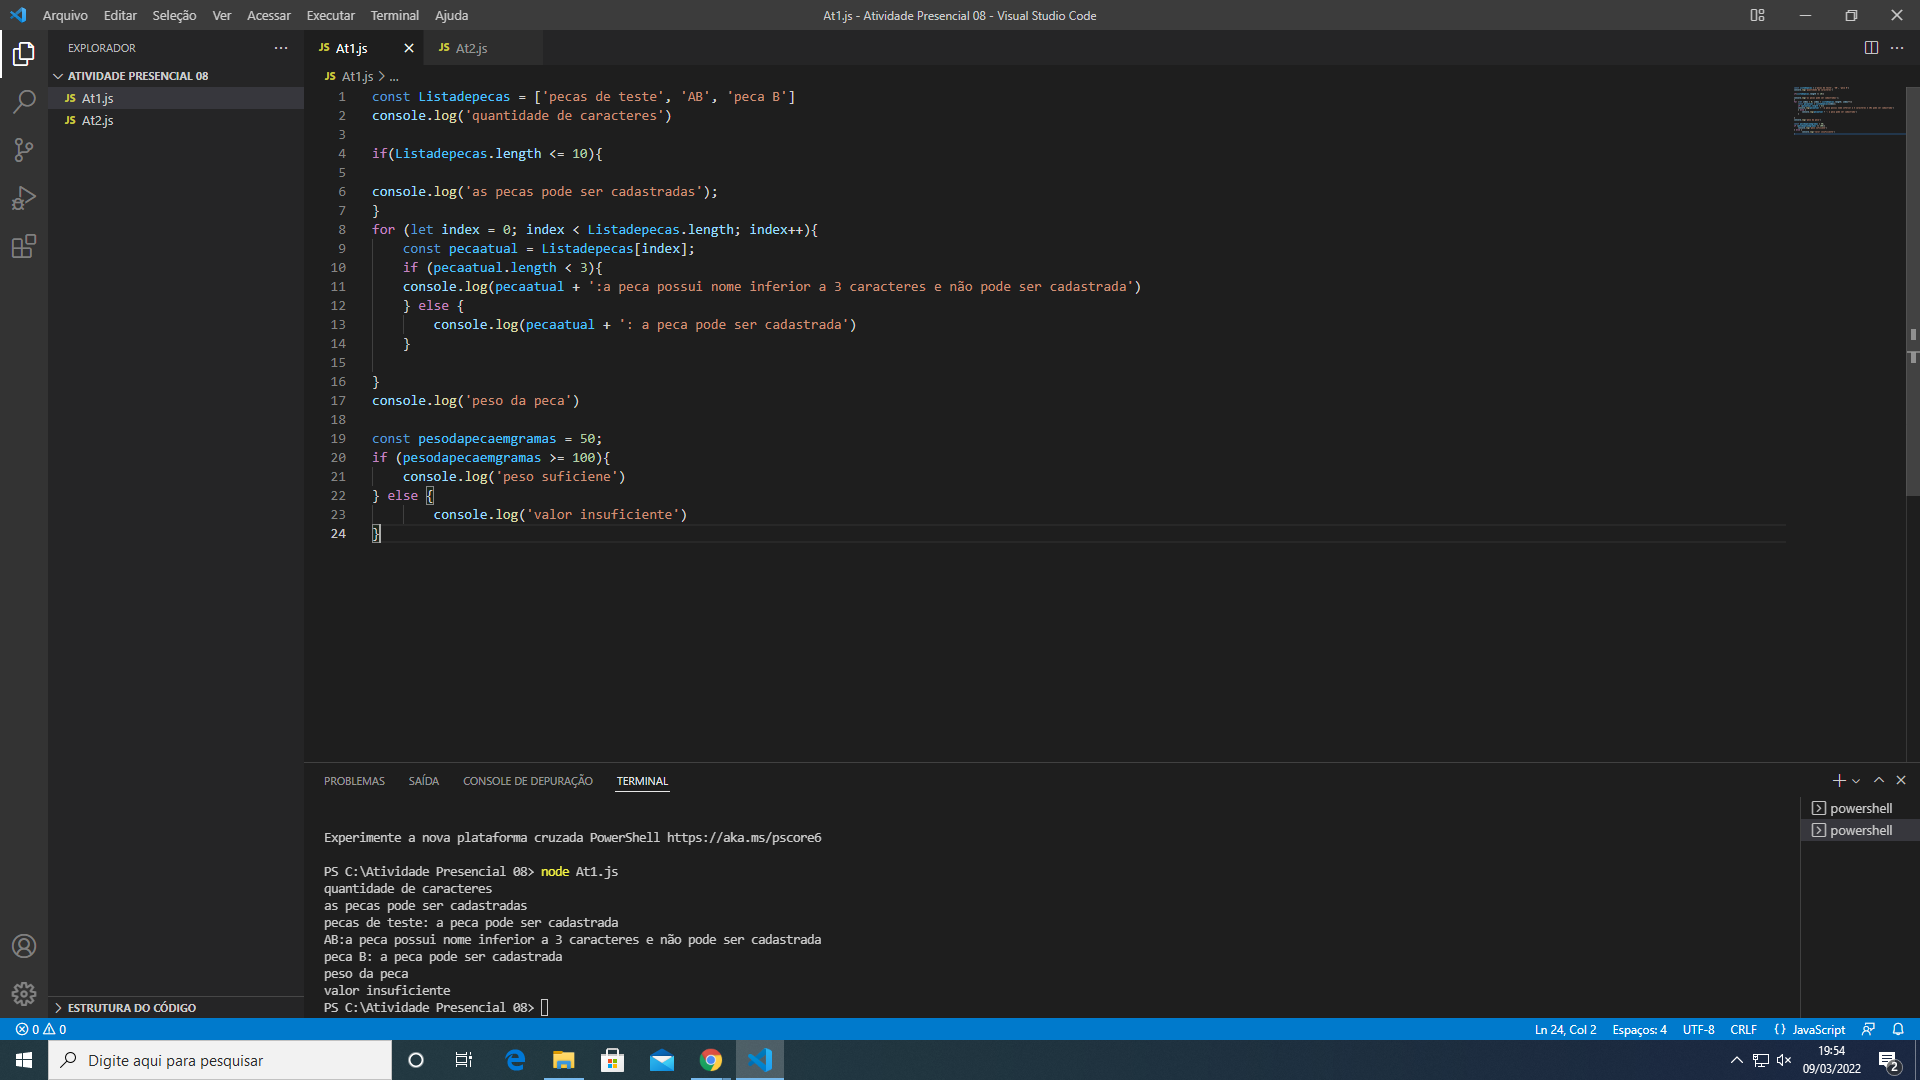 Arquivo Editar Seleção Ver Acessar Executar Terminal Ajuda
At1.js - Atividade Presencial 08 - Visual Studio Code
EXPLORADOR
ATIVIDADE PRESENCIAL 08
JS At1.js
JS At2.js
ESTRUTURA DO CÓDIGO
JS At1.js
JS At2.js
JS At1.js > ...
1 const Listadepecas = ['pecas de teste', 'AB', 'peca B']
2 console.log('quantidade de caracteres')
3
4 if(Listadepecas.length <= 10){
5
6 console.log('as pecas pode ser cadastradas');
7 }
8 for (let index = 0; index < Listadepecas.length; index++){
9 const pecaatual = Listadepecas[index];
10 if (pecaatual.length < 3){
11 console.log(pecaatual + ':a peca possui nome inferior a 3 caracteres e não pode ser cadastrada')
12 } else {
13 console.log(pecaatual + ': a peca pode ser cadastrada')
14 }
15
16 }
17 console.log('peso da peca')
18
19 const pesodapecaemgramas = 50;
20 if (pesodapecaemgramas >= 100){
21 console.log('peso suficiene')
22 } else {
23 console.log('valor insuficiente')
24 }
PROBLEMAS SAÍDA CONSOLE DE DEPURAÇÃO TERMINAL
powershell
powershell
Experimente a nova plataforma cruzada PowerShell https://aka.ms/pscore6
PS C:\Atividade Presencial 08> node At1.js
quantidade de caracteres
as pecas pode ser cadastradas
pecas de teste: a peca pode ser cadastrada
AB:a peca possui nome inferior a 3 caracteres e não pode ser cadastrada
peca B: a peca pode ser cadastrada
peso da peca
valor insuficiente
PS C:\Atividade Presencial 08>
0 0
Ln 24, Col 2 Espaços: 4 UTF-8 CRLF {} JavaScript
Digite aqui para pesquisar
19:54
09/03/2022
2